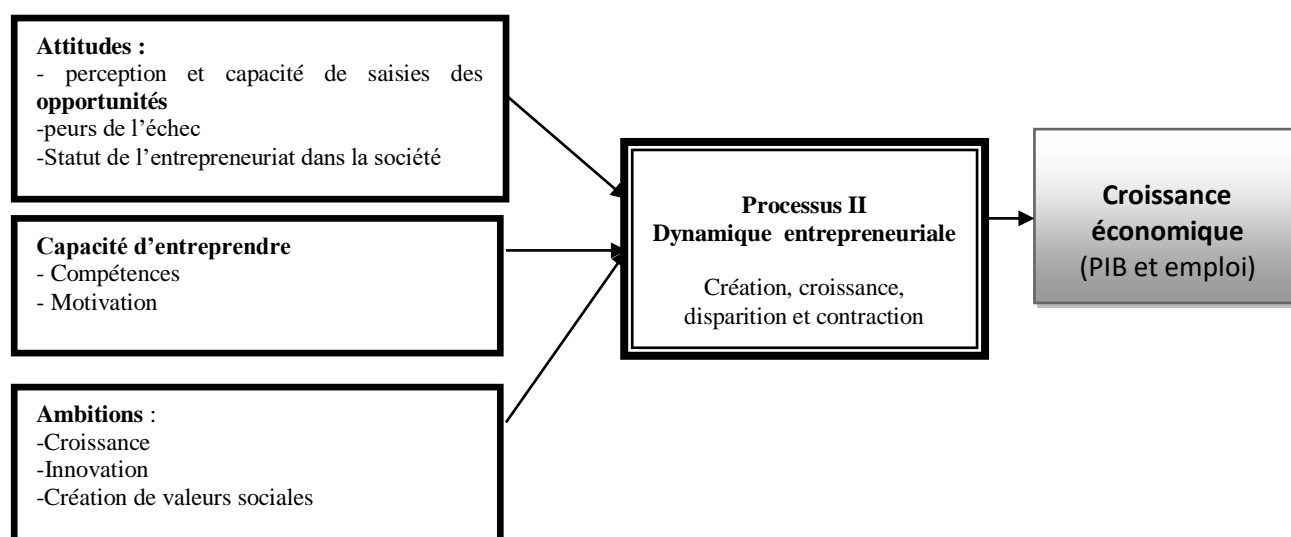 Attitudes :
- perception et capacité de saisies des
opportunités
-peurs de l’échec
-Statut de l’entrepreneuriat dans la société
Capacité d’entreprendre
- Compétences
- Motivation
Ambitions :
-Croissance
-Innovation
-Création de valeurs sociales
Processus II
Dynamique entrepreneuriale
Création, croissance,
disparition et contraction
Croissance
économique
(PIB et emploi)